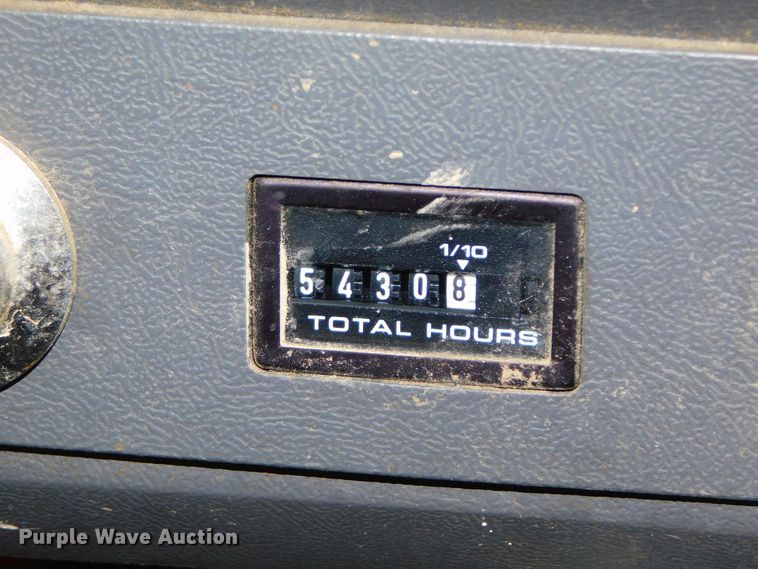 1/10
54308
TOTAL HOURS
Purple Wave Auction